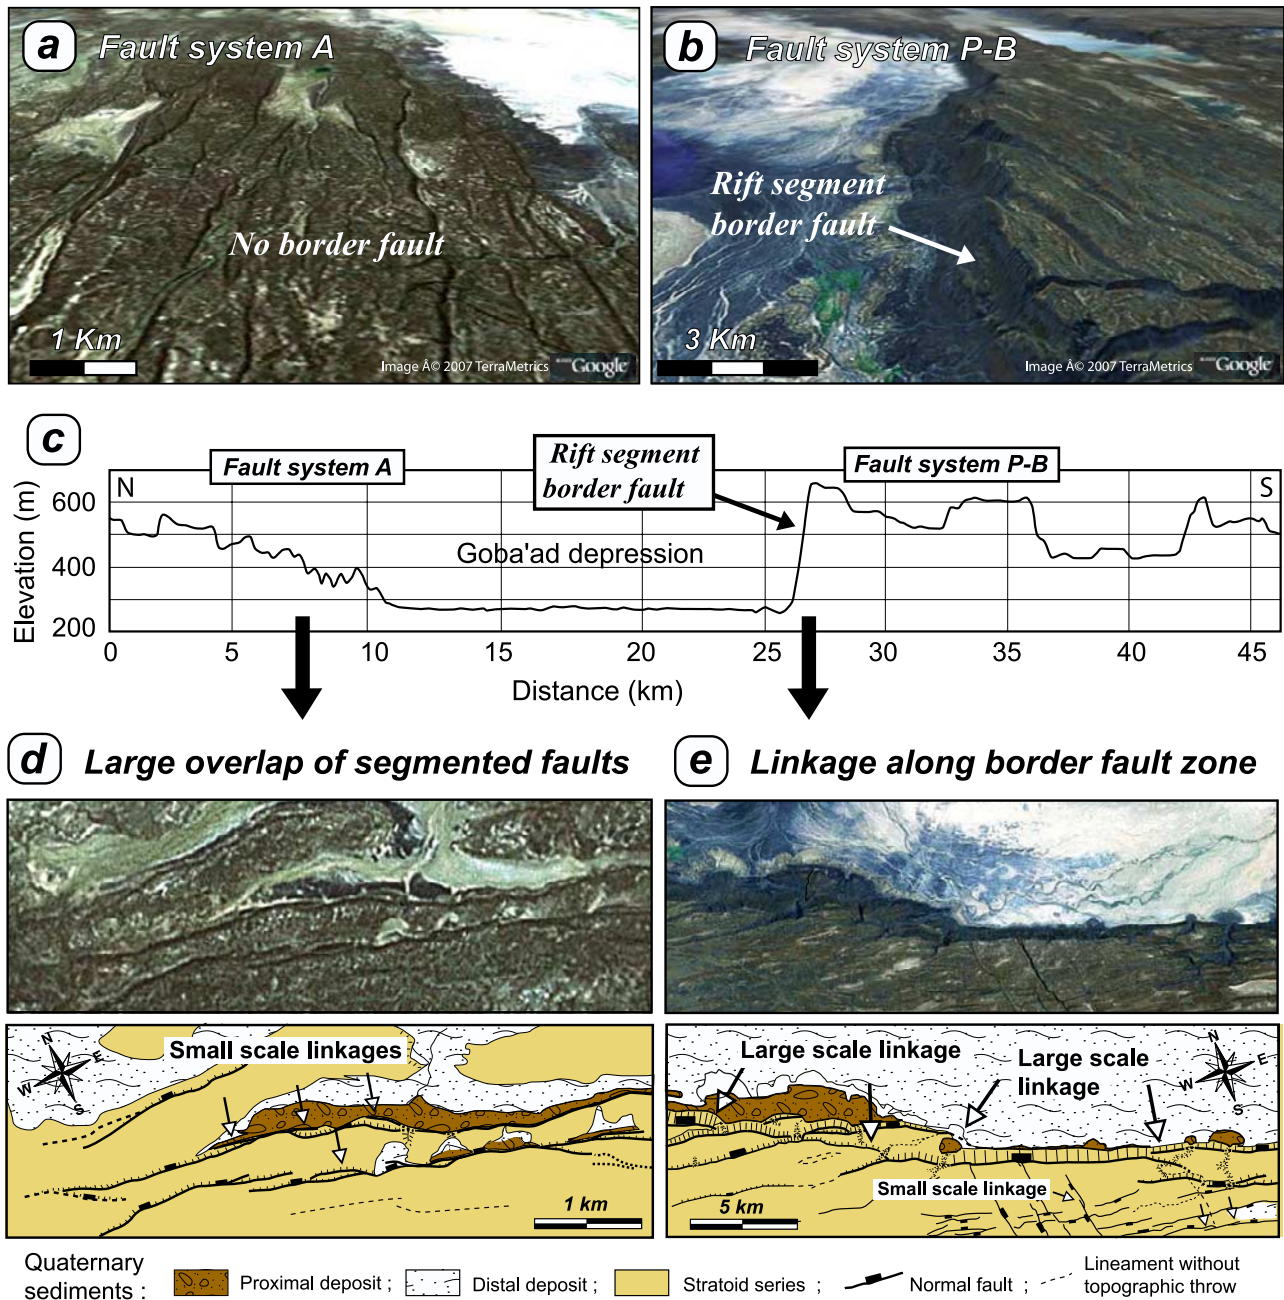 a Fault system A
No border fault
1 Km
Image Â© 2007 TerraMetrics
Google
b Fault system P-B
Rift segment
border fault
3 Km
Image Â© 2007 TerraMetrics
Google
c
Fault system A
Rift segment
border fault
Fault system P-B
N
S
Goba'ad depression
Elevation (m)
600
400
200
0 5 10 15 20 25 30 35 40 45
Distance (km)
d Large overlap of segmented faults
e Linkage along border fault zone
N
E
W
S
Small scale linkages
1 km
Large scale linkage
Large scale
linkage
N
E
W
S
Small scale linkage
5 km
Quaternary
sediments :
Proximal deposit ;
Distal deposit ;
Stratoid series ;
Normal fault ;
Lineament without
topographic throw